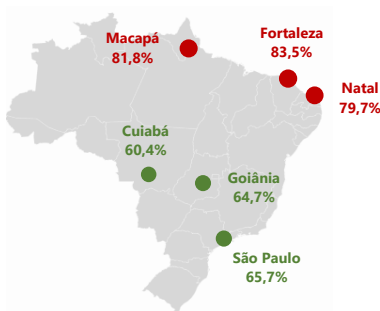 Macapá
81,8%
Fortaleza
83,5%
Natal
79,7%
Cuiabá
60,4%
Goiânia
64,7%
São Paulo
65,7%